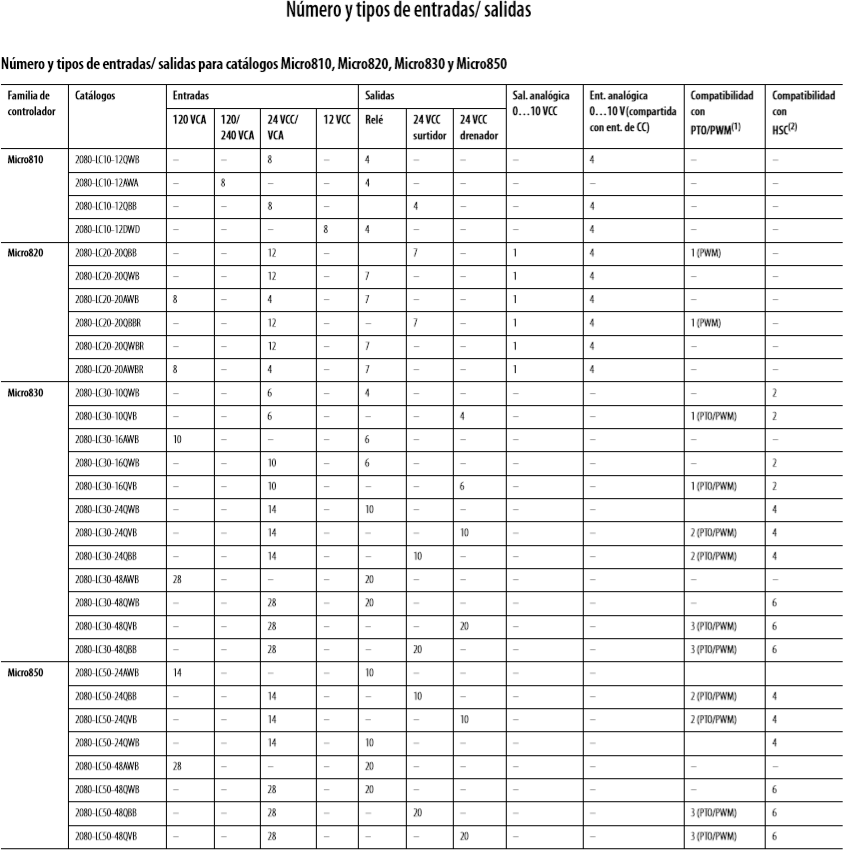 Número y tipos de entradas/ salidas
Número y tipos de entradas/ salidas para catálogos Micro810, Micro820, Micro830 y Micro850
Familia de controlador Catálogos Entradas Salidas Sal. analógica 0…10 VCC Ent. analógica 0…10 V (compartida con ent. de CC) Compatibilidad con PTO/PWM(1) Compatibilidad con HSC(2)
120 VCA 120/ 240 VCA 24 VCC/ VCA 12 VCC Relé 24 VCC surtidor 24 VCC drenador
Micro810 2080-LC10-12QWB – – 8 – 4 – – – 4 – –
2080-LC10-12AWA – 8 – – 4 – – – – – –
2080-LC10-12QBB – – 8 – – 4 – – 4 – –
2080-LC10-12DWD – – – 8 4 – – – 4 – –
Micro820 2080-LC20-20QBB – – 12 – 7 – 1 4 1 (PWM) –
2080-LC20-20QWB – – 12 – 7 – – 1 4 – –
2080-LC20-20AWB 8 – 4 – 7 – – 1 4 – –
2080-LC20-20QBBR – – 12 – – 7 – 1 4 1 (PWM) –
2080-LC20-20QWBR – – 12 – 7 – – 1 4 – –
2080-LC20-20AWBR 8 – 4 – 7 – – 1 4 – –
Micro830 2080-LC30-10QWB – – 6 – 4 – – – – – 2
2080-LC30-10QVB – – 6 – – – 4 – – 1 (PTO/PWM) 2
2080-LC30-16AWB 10 – – – 6 – – – – – –
2080-LC30-16QWB – – 10 – 6 – – – – – 2
2080-LC30-16QVB – – 10 – – – 6 – – 1 (PTO/PWM) 2
2080-LC30-24QWB – – 14 – 10 – – – – 4
2080-LC30-24QVB – – 14 – – – 10 – – 2 (PTO/PWM) 4
2080-LC30-24QBB – – 14 – – 10 – – – 2 (PTO/PWM) 4
2080-LC30-48AWB 28 – – – 20 – – – – – –
2080-LC30-48QWB – – 28 – 20 – – – – – 6
2080-LC30-48QVB – – 28 – – – 20 – – 3 (PTO/PWM) 6
2080-LC30-48QBB – – 28 – – 20 – – – 3 (PTO/PWM) 6
Micro850 2080-LC50-24AWB 14 – – – 10 – – – –
2080-LC50-24QBB – – 14 – – 10 – – – 2 (PTO/PWM) 4
2080-LC50-24QVB – – 14 – – – 10 – – 2 (PTO/PWM) 4
2080-LC50-24QWB – – 14 – 10 – – – – 4
2080-LC50-48AWB 28 – – – 20 – – – – – –
2080-LC50-48QWB – – 28 – 20 – – – – – 6
2080-LC50-48QBB – – 28 – – 20 – – – 3 (PTO/PWM) 6
2080-LC50-48QVB – – 28 – – – 20 – – 3 (PTO/PWM) 6